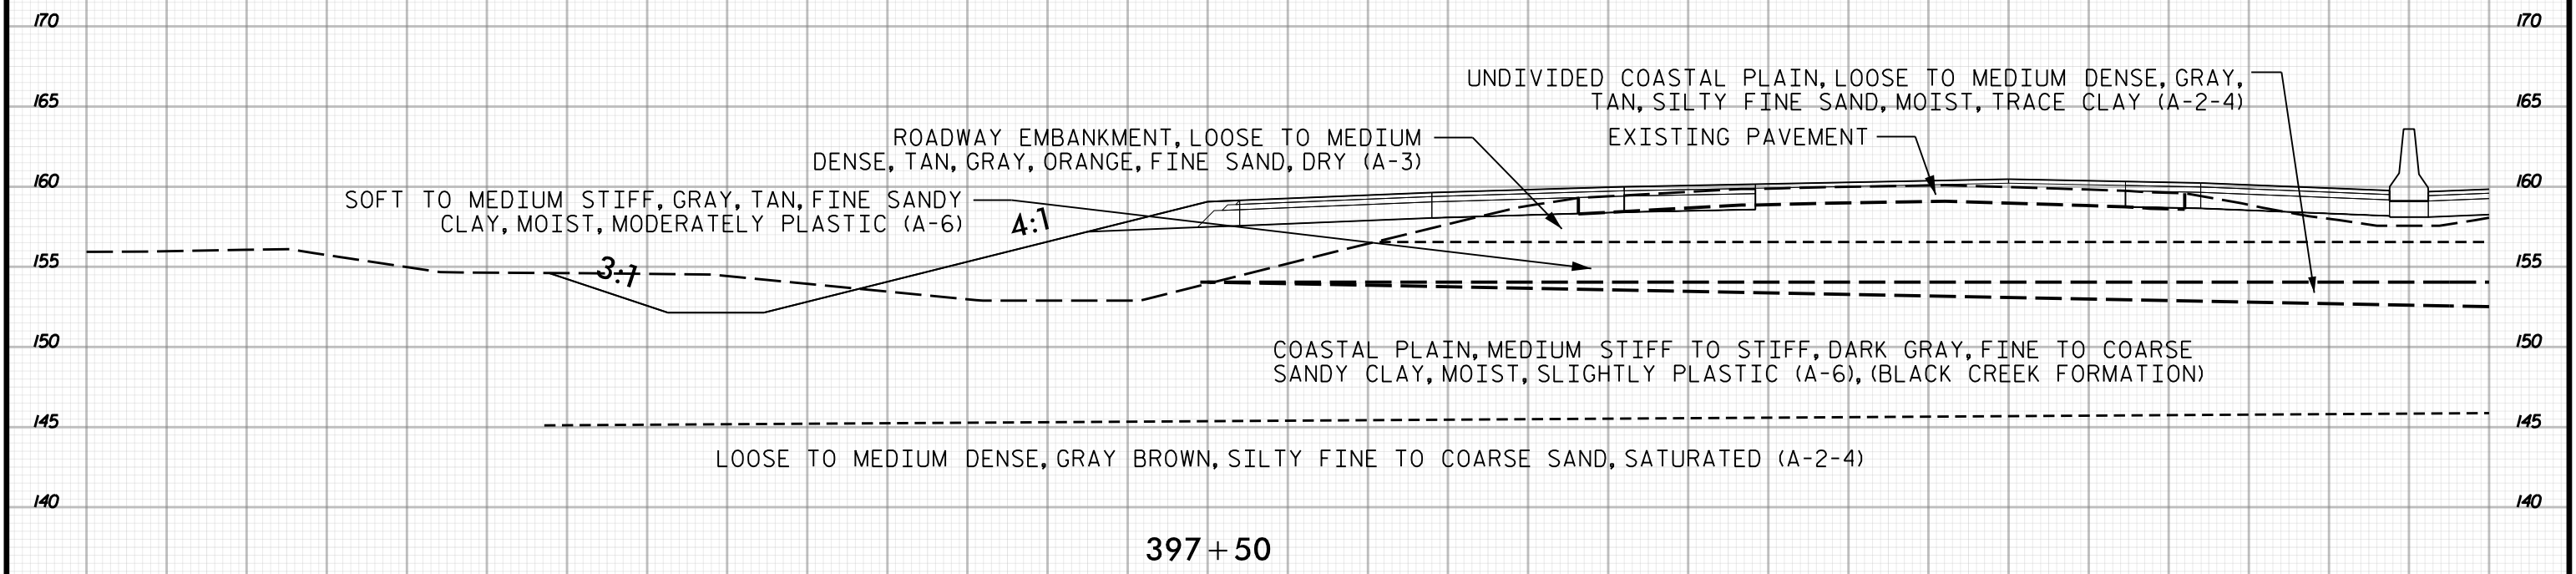 170 170
UNDIVIDED COASTAL PLAIN, LOOSE TO MEDIUM DENSE, GRAY,
TAN, SILTY FINE SAND, MOIST, TRACE CLAY (A-2-4)
165 165
ROADWAY EMBANKMENT, LOOSE TO MEDIUM
DENSE, TAN, GRAY, ORANGE, FINE SAND, DRY (A-3)
EXISTING PAVEMENT
160 160
SOFT TO MEDIUM STIFF, GRAY, TAN, FINE SANDY
CLAY, MOIST, MODERATELY PLASTIC (A-6)
4:1
3:1
155 155
150 150
COASTAL PLAIN, MEDIUM STIFF TO STIFF, DARK GRAY, FINE TO COARSE
SANDY CLAY, MOIST, SLIGHTLY PLASTIC (A-6), (BLACK CREEK FORMATION)
145 145
LOOSE TO MEDIUM DENSE, GRAY BROWN, SILTY FINE TO COARSE SAND, SATURATED (A-2-4)
140 140
397+50